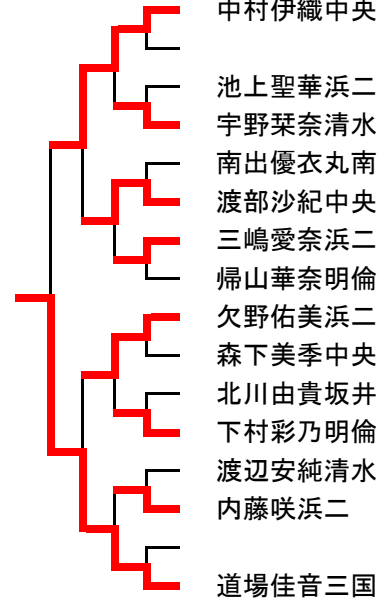 中村伊織中央
池上聖華浜二
宇野栞奈清水
南出優衣丸南
渡部沙紀中央
三嶋愛奈浜二
帰山華奈明倫
欠野佑美浜二
森下美季中央
北川由貴坂井
下村彩乃明倫
渡辺安純清水
内藤咲浜二
道場佳音三国